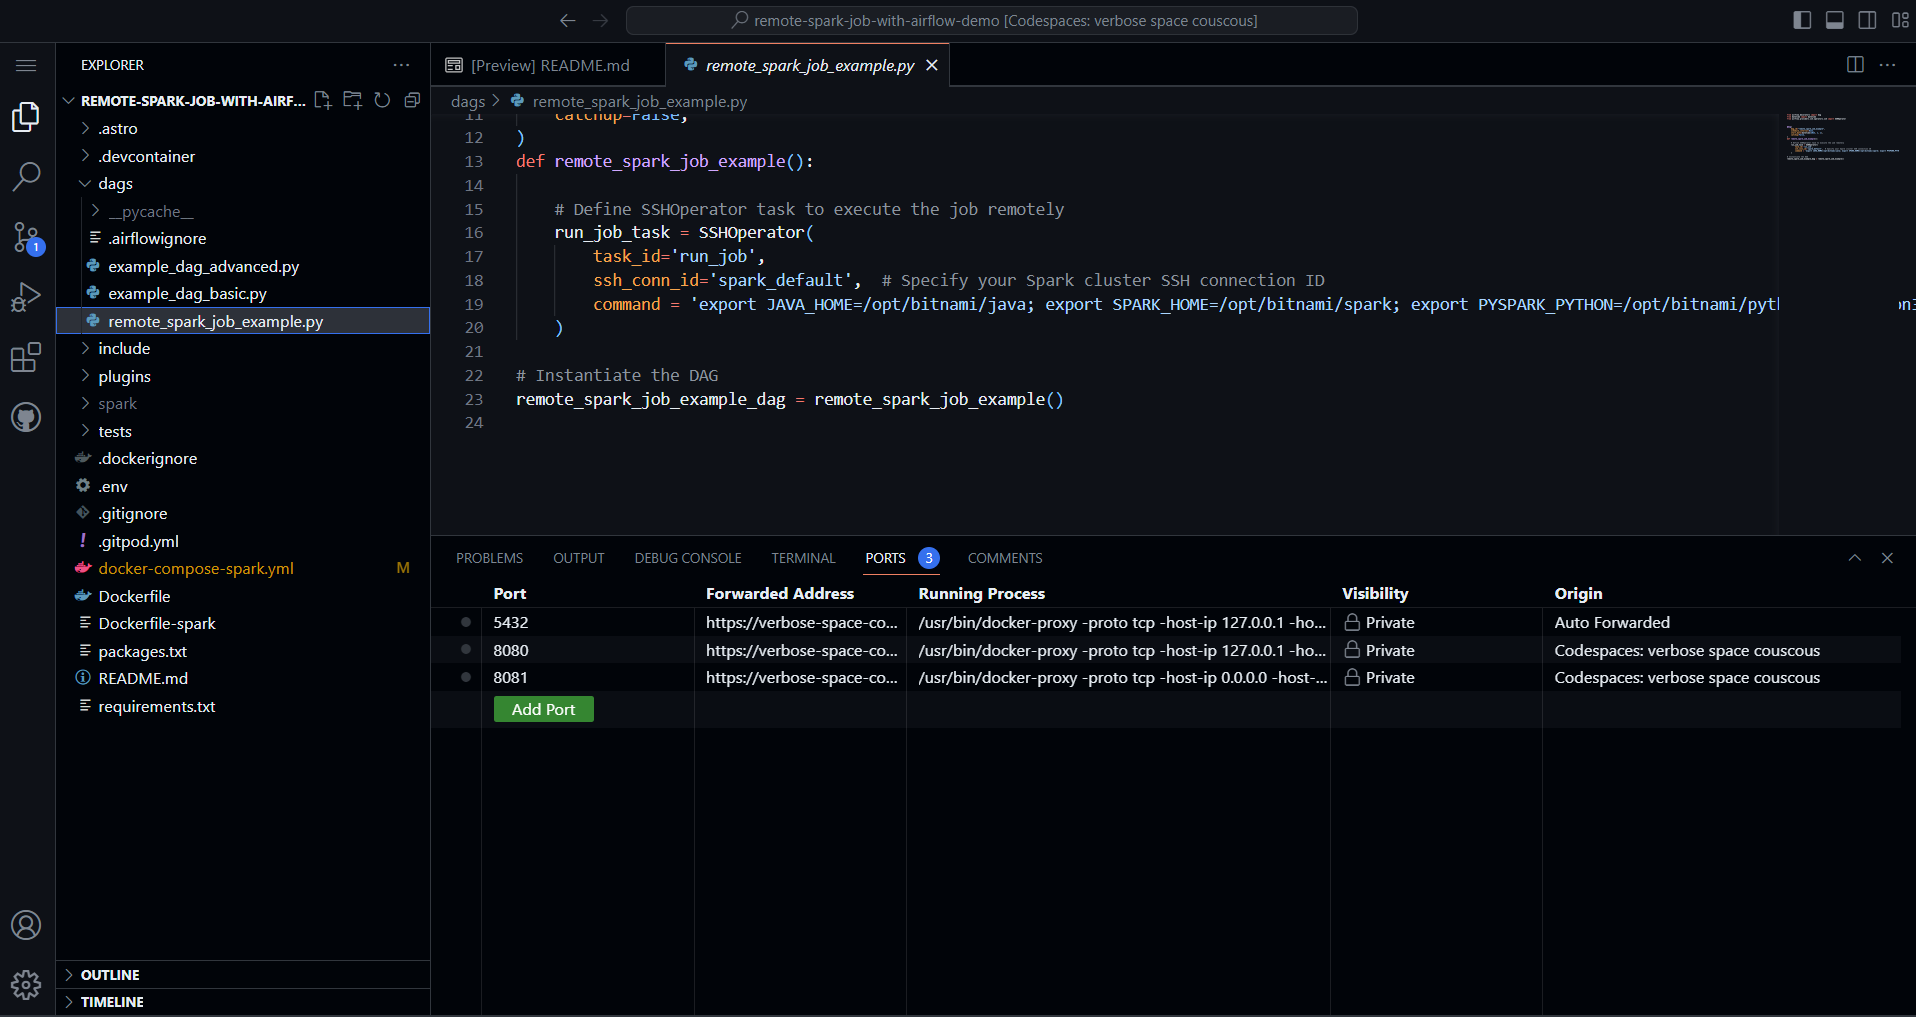 remote-spark-job-with-airflow-demo [Codespaces: verbose space couscous]
EXPLORER
REMOTE-SPARK-JOB-WITH-AIRF...
.astro
.devcontainer
dags
__pycache__
.airflowignore
example_dag_advanced.py
example_dag_basic.py
remote_spark_job_example.py
include
plugins
spark
tests
.dockerignore
.env
.gitignore
.gitpod.yml
docker-compose-spark.yml M
Dockerfile
Dockerfile-spark
packages.txt
README.md
requirements.txt
OUTLINE
TIMELINE
1
[Preview] README.md
remote_spark_job_example.py
dags > remote_spark_job_example.py
11 catchup=False,
12 )
13 def remote_spark_job_example():
14
15 # Define SSHOperator task to execute the job remotely
16 run_job_task = SSHOperator(
17 task_id='run_job',
18 ssh_conn_id='spark_default', # Specify your Spark cluster SSH connection ID
19 command = 'export JAVA_HOME=/opt/bitnami/java; export SPARK_HOME=/opt/bitnami/spark; export PYSPARK_PYTHON=/opt/bitnami/pyth
20 )
21
22 # Instantiate the DAG
23 remote_spark_job_example_dag = remote_spark_job_example()
24
PROBLEMS OUTPUT DEBUG CONSOLE TERMINAL PORTS 3 COMMENTS
Port Forwarded Address Running Process Visibility Origin
5432 https://verbose-space-co... /usr/bin/docker-proxy -proto tcp -host-ip 127.0.0.1 -ho... Private Auto Forwarded
8080 https://verbose-space-co... /usr/bin/docker-proxy -proto tcp -host-ip 127.0.0.1 -ho... Private Codespaces: verbose space couscous
8081 https://verbose-space-co... /usr/bin/docker-proxy -proto tcp -host-ip 0.0.0.0 -host-... Private Codespaces: verbose space couscous
Add Port